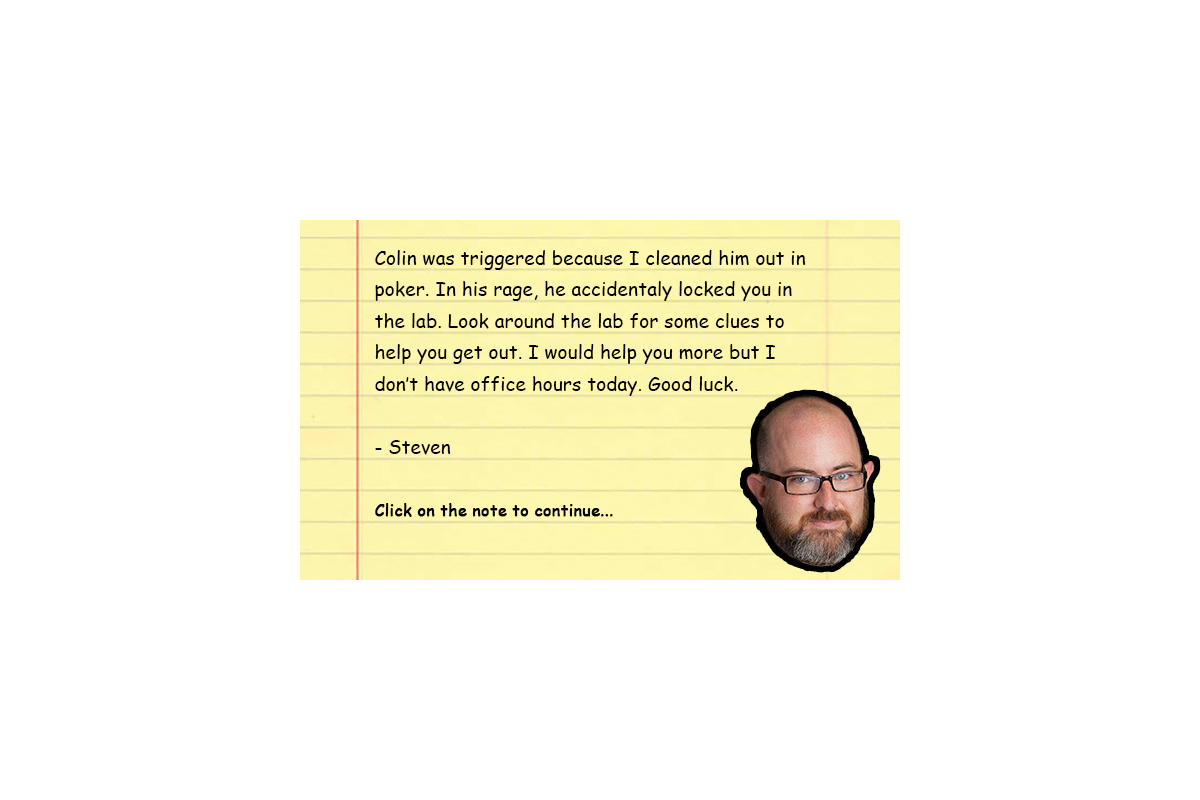 Colin was triggered because I cleaned him out in
poker. In his rage, he accidentaly locked you in
the lab. Look around the lab for some clues to
help you get out. I would help you more but I
don't have office hours today. Good luck.
- Steven
Click on the note to continue...